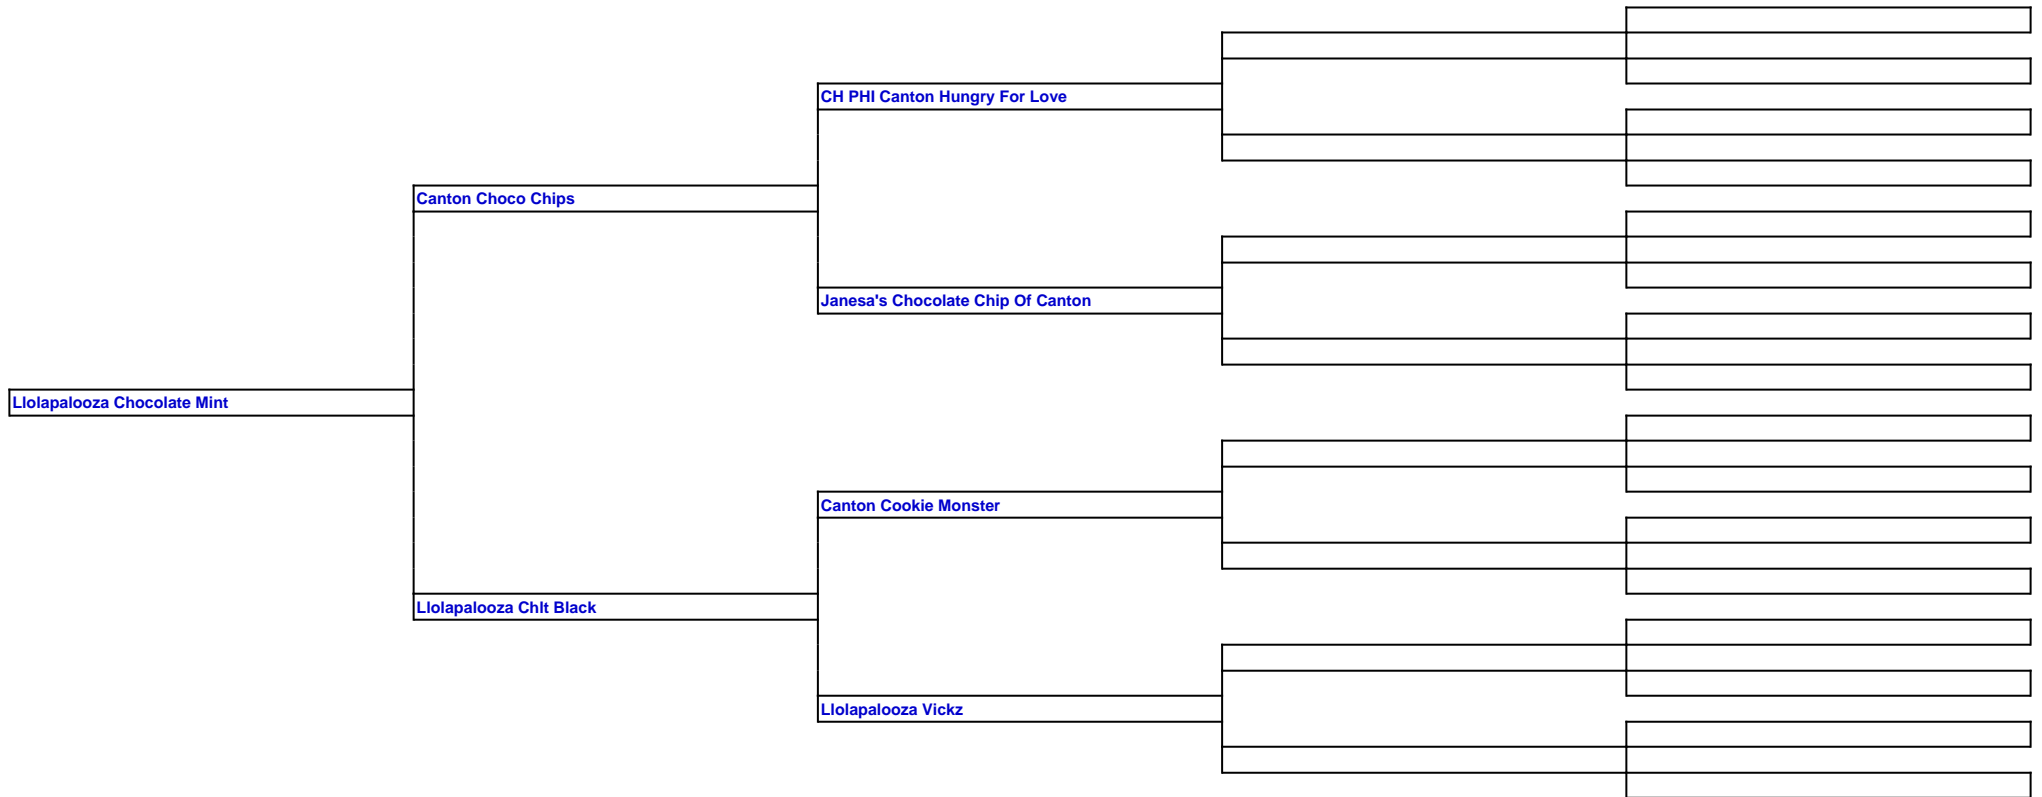 CH PHI Canton Hungry For Love
Canton Choco Chips
Janesa's Chocolate Chip Of Canton
Llolapalooza Chocolate Mint
Canton Cookie Monster
Llolapalooza Chlt Black
Llolapalooza Vickz